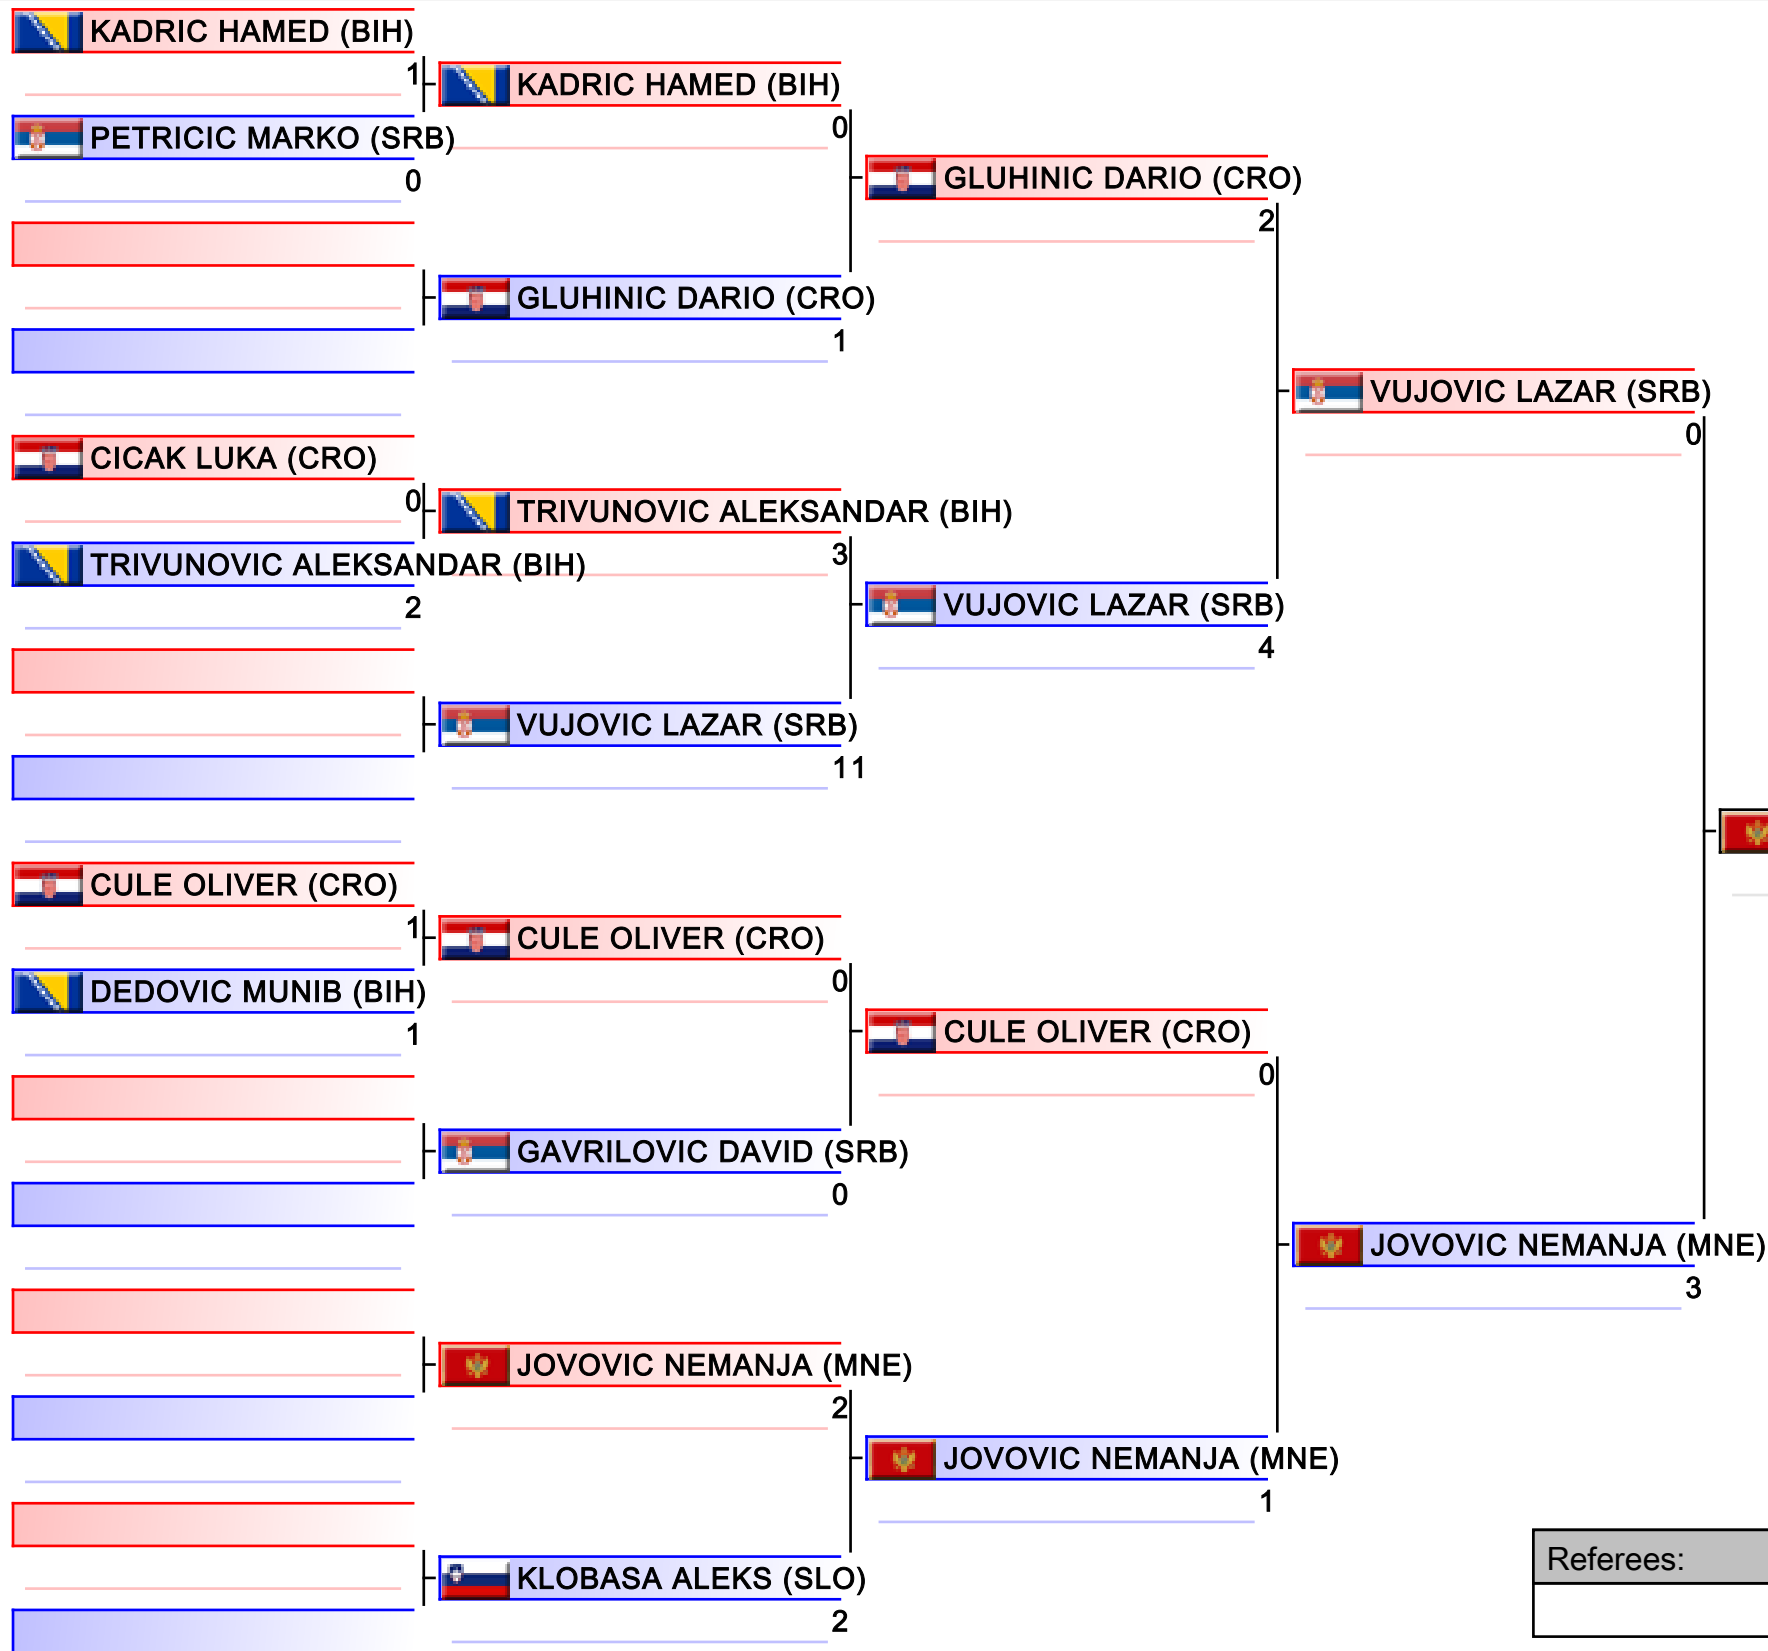 KADRIC HAMED (BIH)
1
KADRIC HAMED (BIH)
0
PETRICIC MARKO (SRB)
0
GLUHINIC DARIO (CRO)
2
GLUHINIC DARIO (CRO)
1
VUJOVIC LAZAR (SRB)
0
CICAK LUKA (CRO)
0
TRIVUNOVIC ALEKSANDAR (BIH)
3
TRIVUNOVIC ALEKSANDAR (BIH)
2
VUJOVIC LAZAR (SRB)
4
VUJOVIC LAZAR (SRB)
11
CULE OLIVER (CRO)
1
CULE OLIVER (CRO)
0
DEDOVIC MUNIB (BIH)
1
CULE OLIVER (CRO)
0
GAVRILOVIC DAVID (SRB)
0
JOVOVIC NEMANJA (MNE)
3
JOVOVIC NEMANJA (MNE)
2
JOVOVIC NEMANJA (MNE)
1
KLOBASA ALEKS (SLO)
2
Referees: